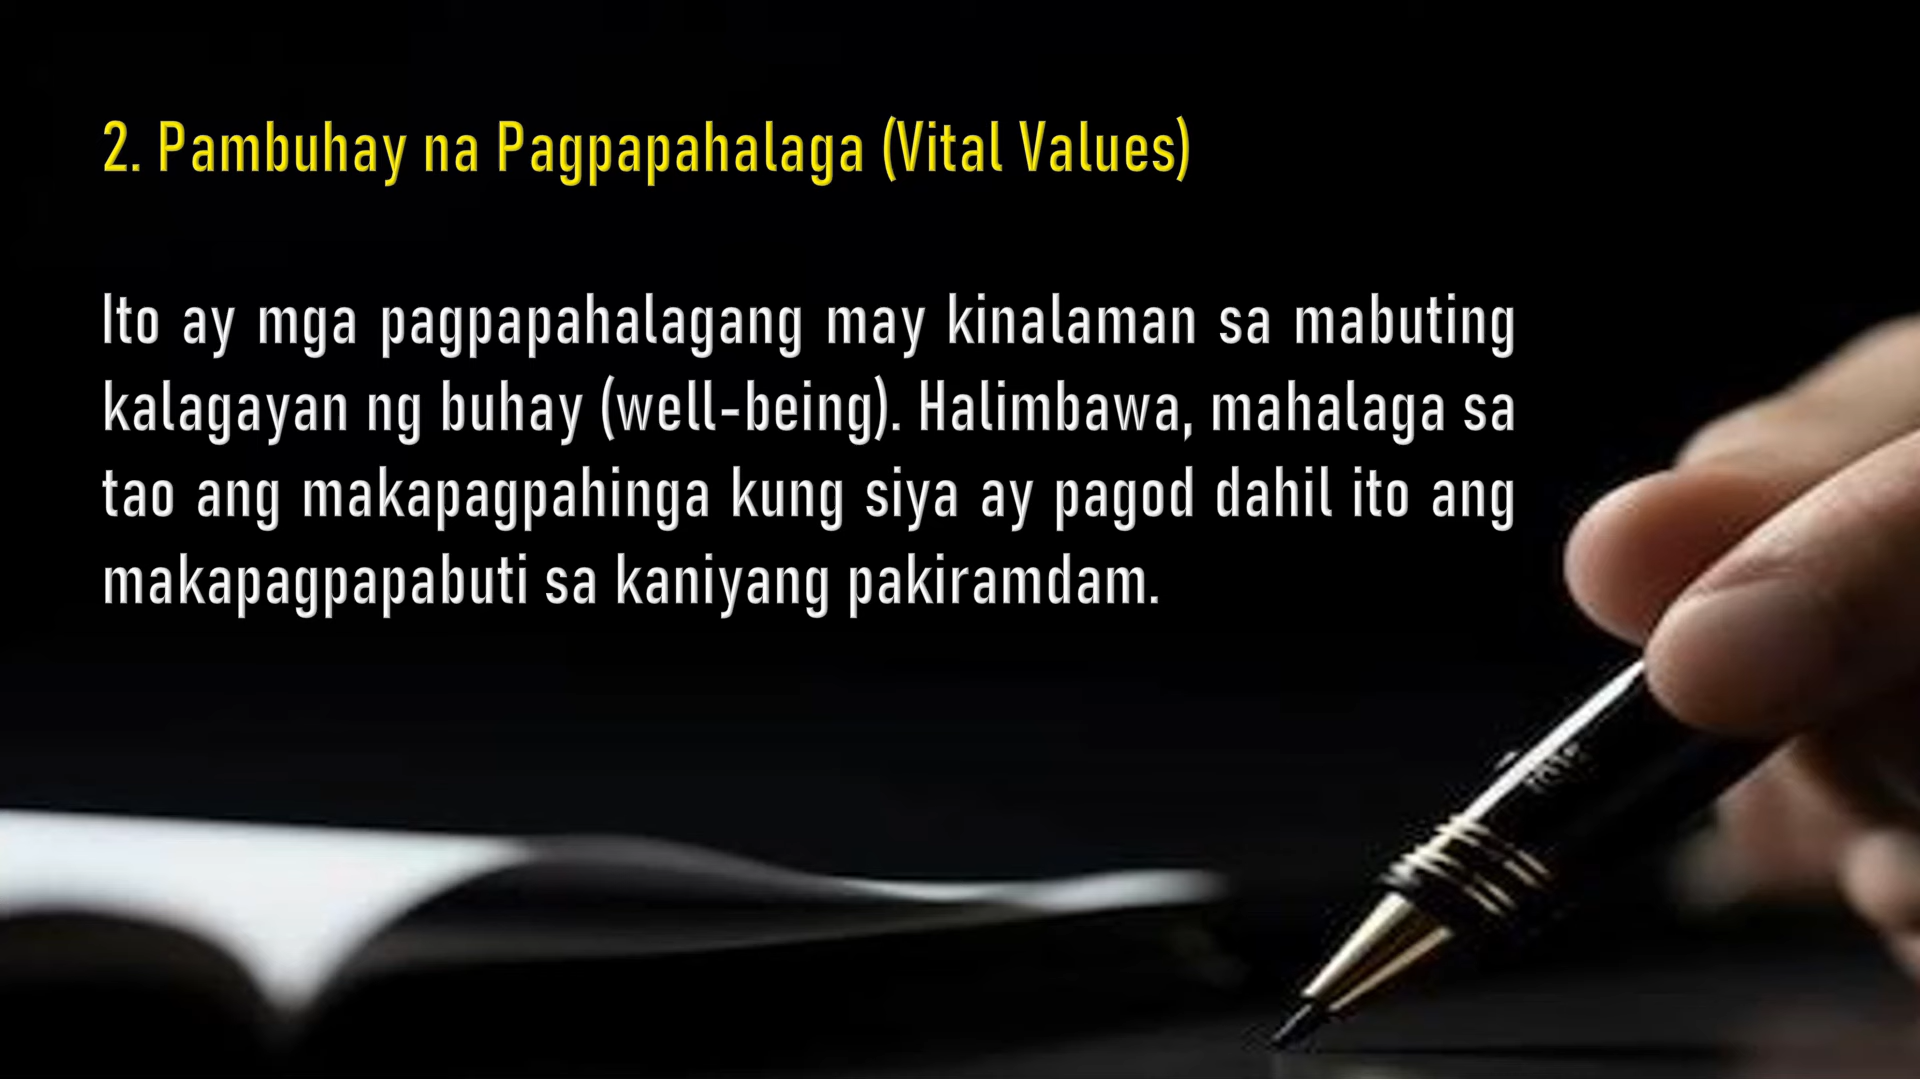 2. Pambuhay na Pagpapahalaga (Vital Values)
Ito ay mga pagpapahalagang may kinalaman sa mabuting
kalagayan ng buhay (well-being). Halimbawa, mahalaga sa
tao ang makapagpahinga kung siya ay pagod dahil ito ang
makapagpapabuti sa kaniyang pakiramdam.